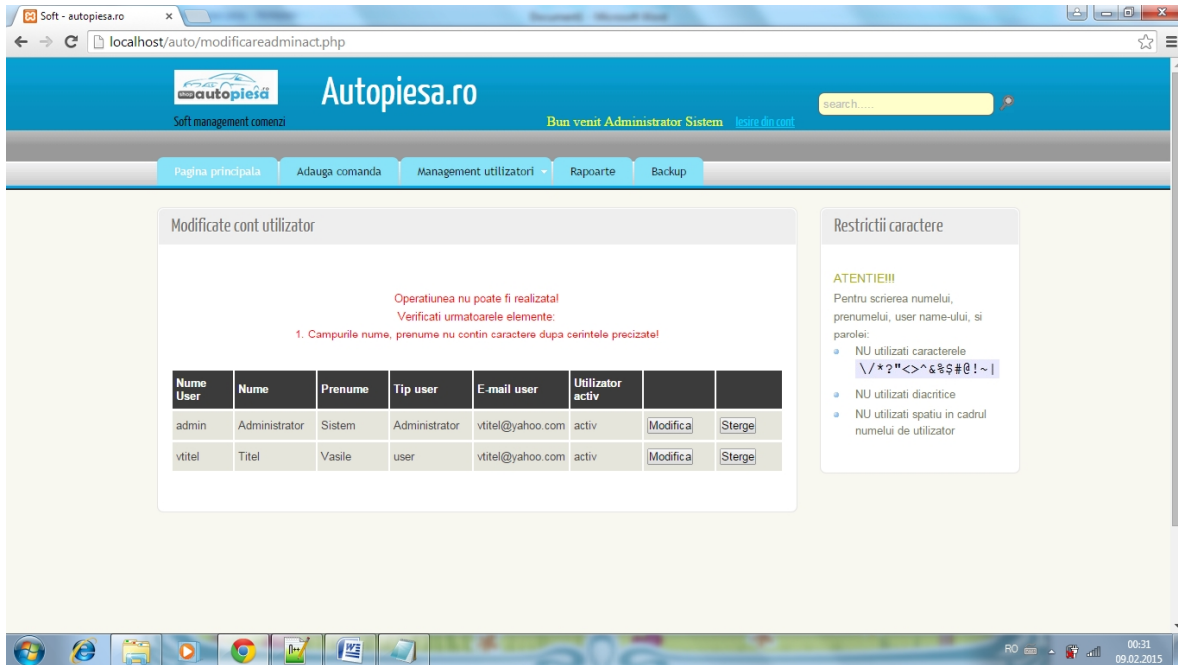 Soft - autopiesa.ro
localhost/auto/modificareadminact.php
autopiesă
Autopiesa.ro
search.....
Soft management comenzi
Bun venit Administrator Sistem Iesire din cont
Pagina principala Adauga comanda Management utilizatori Rapoarte Backup
Modificate cont utilizator
Operatiunea nu poate fi realizata!
Verificati urmatoarele elemente:
1. Campurile nume, prenume nu contin caractere dupa cerintele precizate!
Nume User Nume Prenume Tip user E-mail user Utilizator activ
admin Administrator Sistem Administrator vtitel@yahoo.com activ Modifica Sterge
vtitel Titel Vasile user vtitel@yahoo.com activ Modifica Sterge
Restrictii caractere
ATENTIE!!!
Pentru scrierea numelui,
prenumelui, user name-ului, si
parolei:
NU utilizati caracterele
\/*?"<>^&%$#@!~|
NU utilizati diacritice
NU utilizati spatiu in cadrul
numelui de utilizator
RO
00:31
09.02.2015